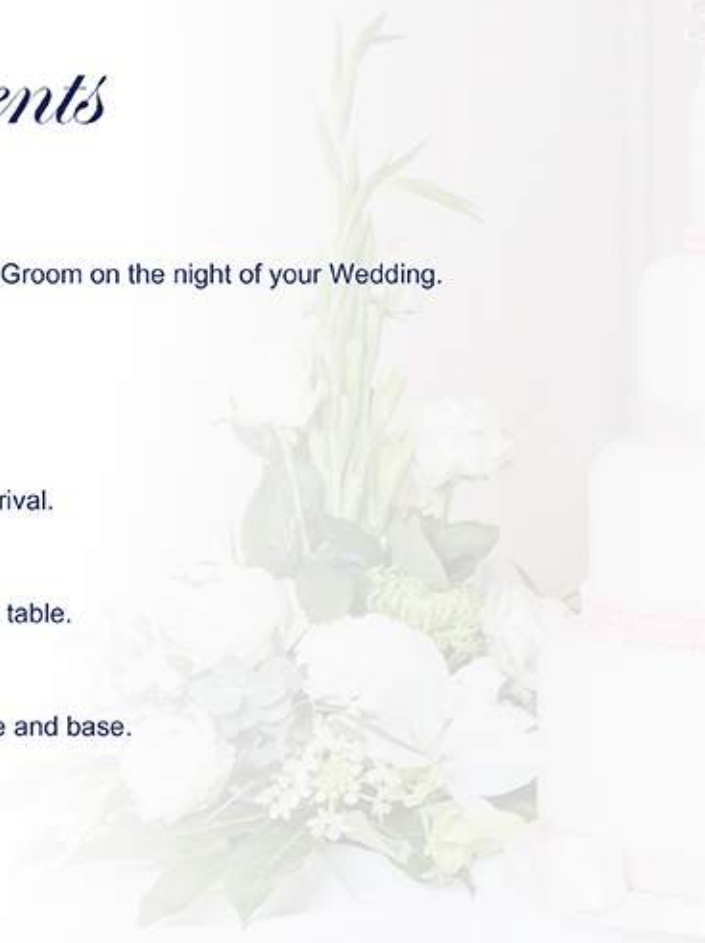 ents
Groom on the night of your Wedding.
rival.
table.
e and base.